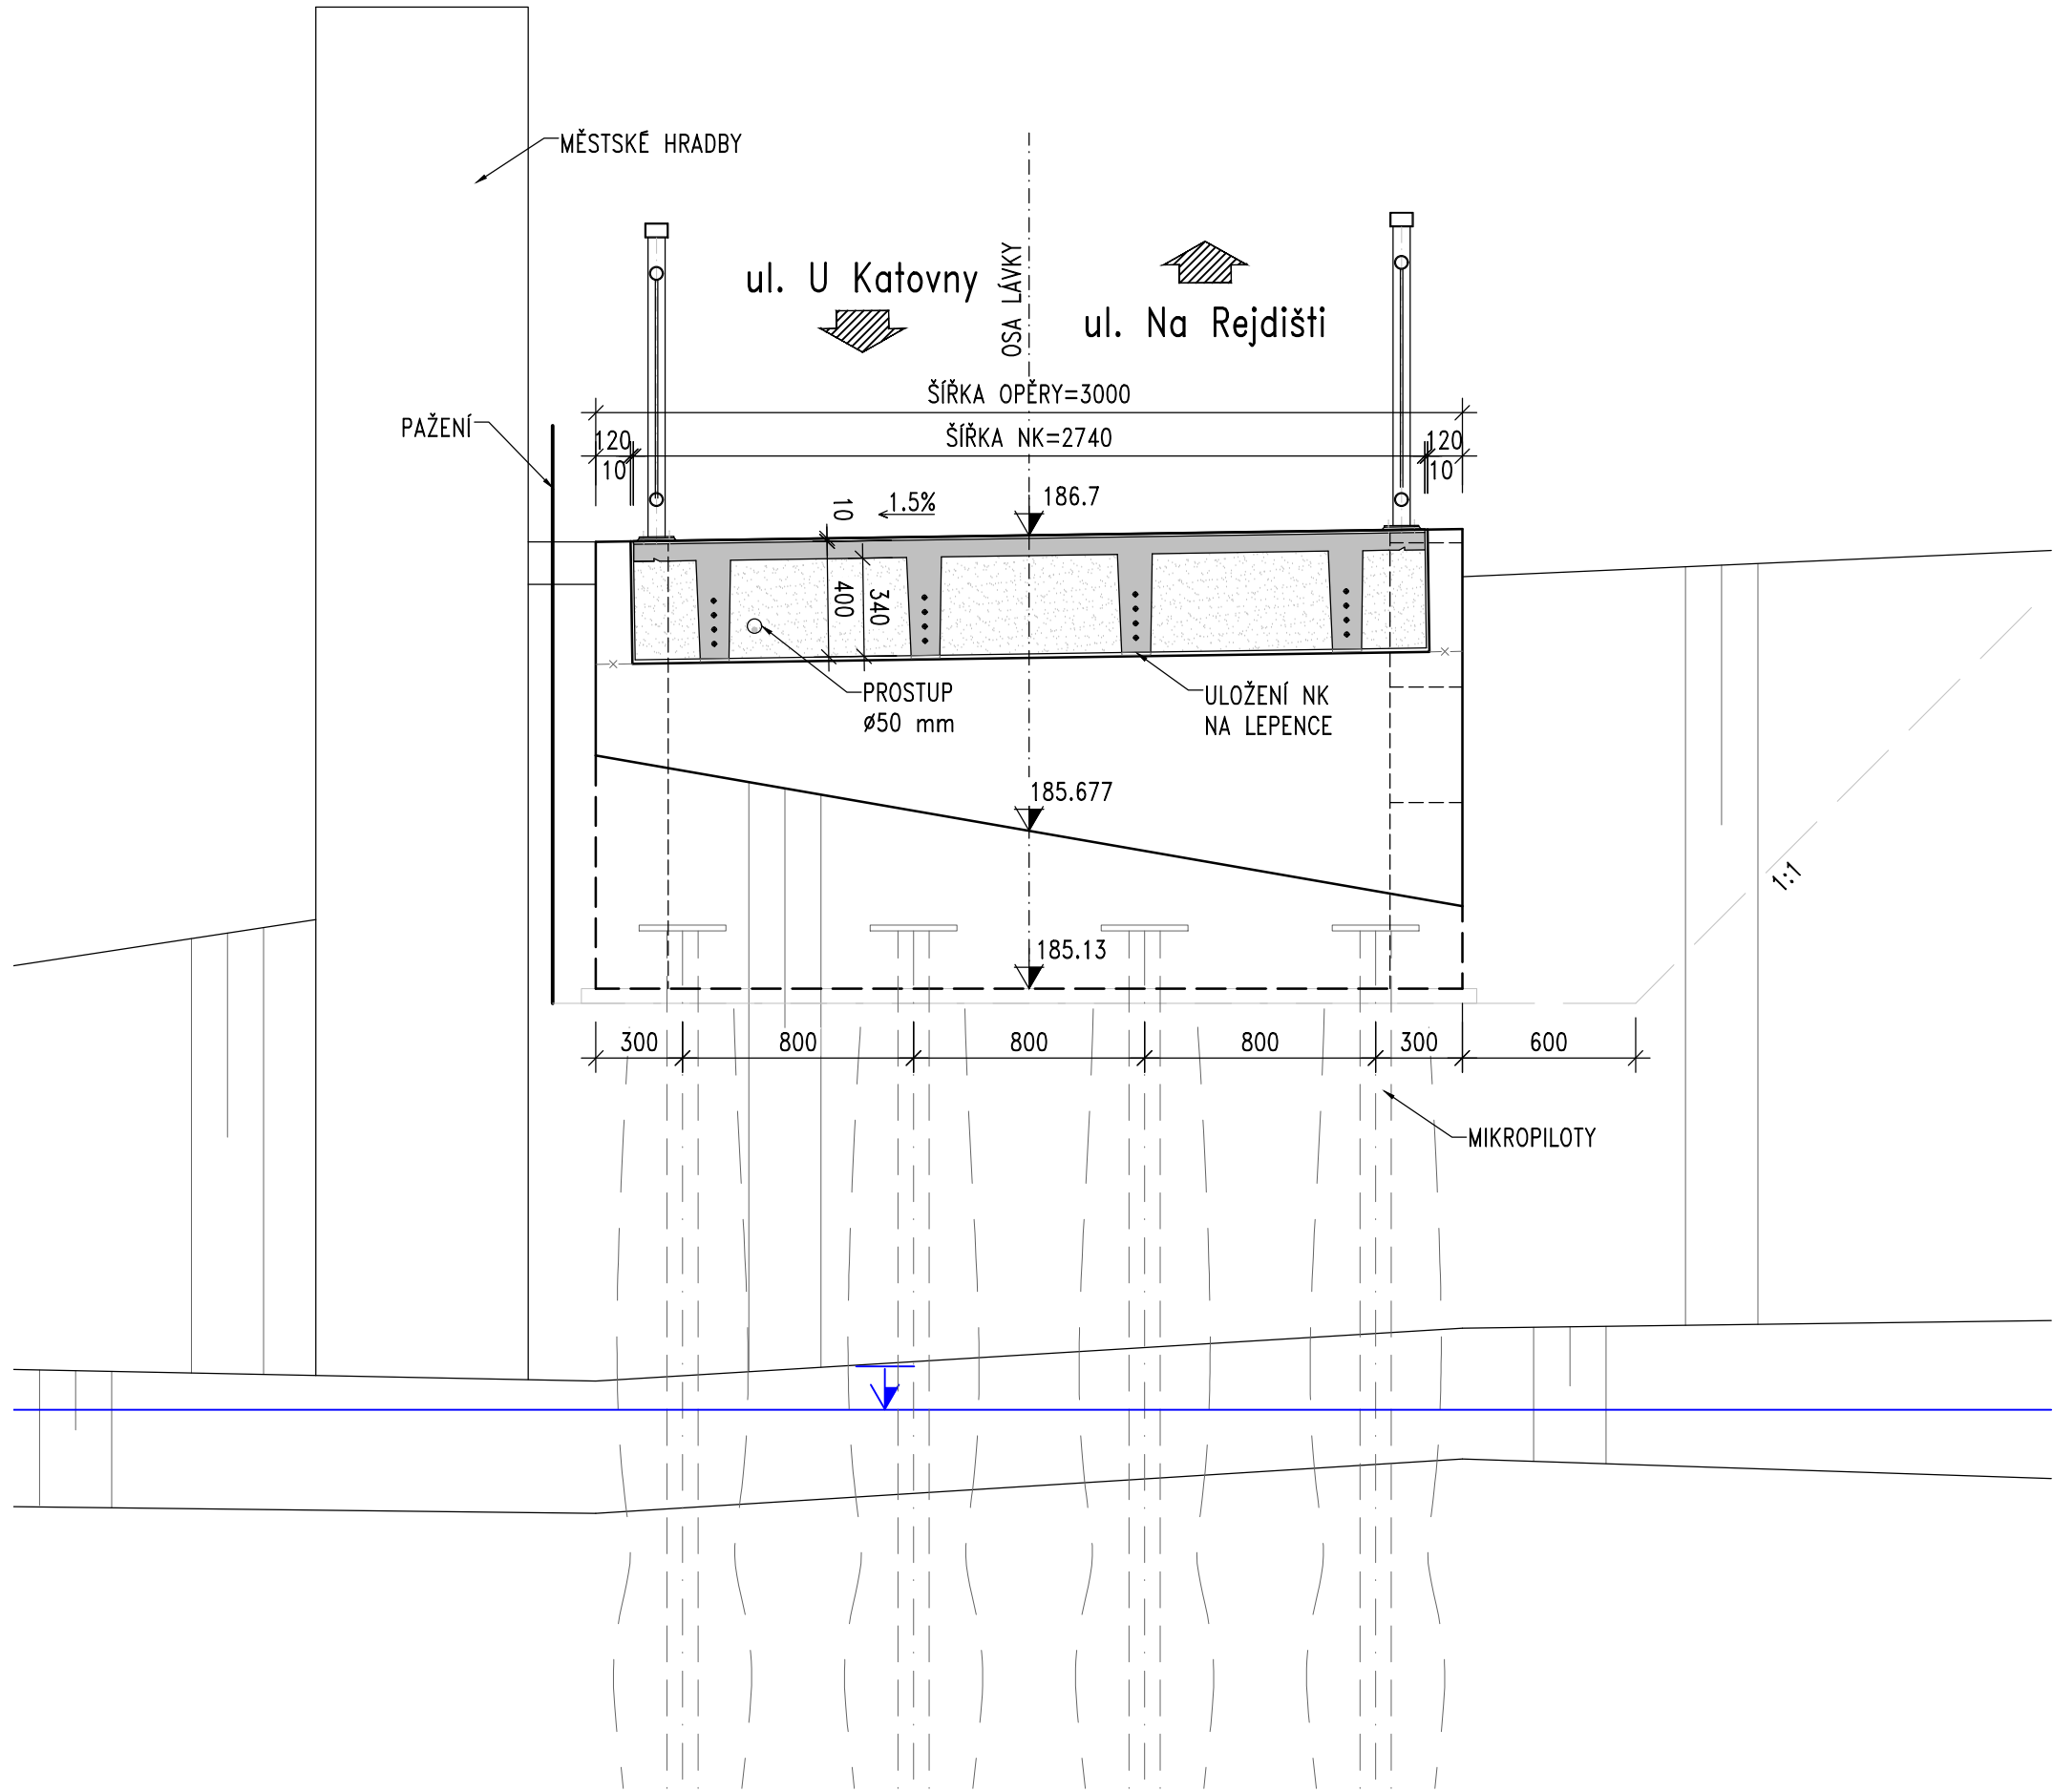 MĚSTSKÉ HRADBY
OSA LÁVKY
ul. U Katovny
ul. Na Rejdišti
ŠÍŘKA OPĚRY=3000
PAŽENÍ
120
ŠÍŘKA NK=2740
120
10
10
10
1.5%
186.7
400
340
PROSTUP
ø50 mm
ULOŽENÍ NK
NA LEPENCE
185.677
1:1
185.13
300
800
800
800
300
600
MIKROPILOTY